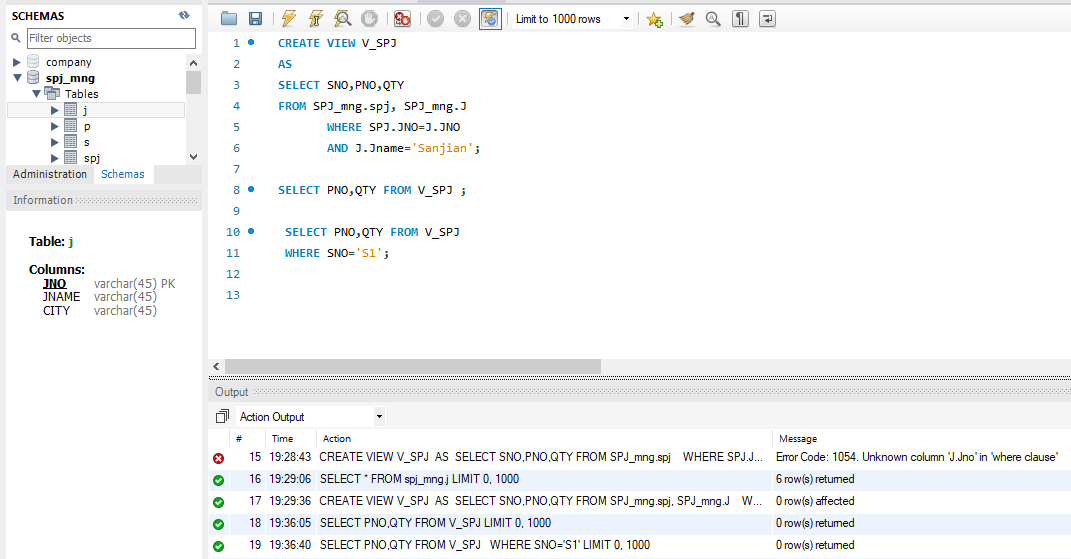 SCHEMAS
Filter objects
company
spj_mng
Tables
j
p
s
spj
Administration Schemas
Information
Table: j
Columns:
JNO varchar(45) PK
JNAME varchar(45)
CITY varchar(45)
Limit to 1000 rows
1 CREATE VIEW V_SPJ
2 AS
3 SELECT SNO,PNO,QTY
4 FROM SPJ_mng.spj, SPJ_mng.J
5 WHERE SPJ.JNO=J.JNO
6 AND J.Jname='Sanjian';
7
8 SELECT PNO,QTY FROM V_SPJ ;
9
10 SELECT PNO,QTY FROM V_SPJ
11 WHERE SNO='S1';
12
13
Output
Action Output
# Time Action Message
15 19:28:43 CREATE VIEW V_SPJ AS SELECT SNO,PNO,QTY FROM SPJ_mng.spj WHERE SPJ.J... Error Code: 1054. Unknown column 'J.Jno' in 'where clause'
16 19:29:06 SELECT * FROM spj_mng.j LIMIT 0, 1000 6 row(s) returned
17 19:29:36 CREATE VIEW V_SPJ AS SELECT SNO,PNO,QTY FROM SPJ_mng.spj, SPJ_mng.J W... 0 row(s) affected
18 19:36:05 SELECT PNO,QTY FROM V_SPJ LIMIT 0, 1000 0 row(s) returned
19 19:36:40 SELECT PNO,QTY FROM V_SPJ WHERE SNO='S1' LIMIT 0, 1000 0 row(s) returned